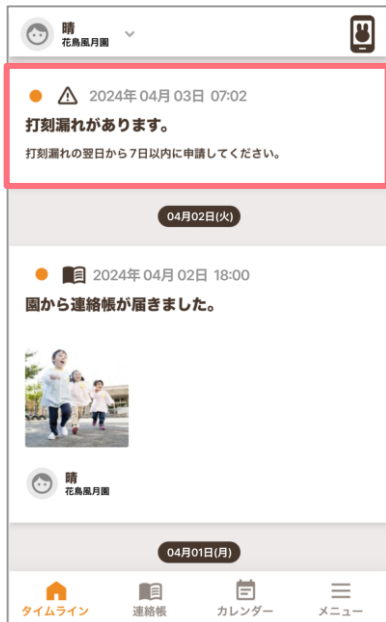 晴
花鳥風月園
2024年04月03日 07:02
打刻漏れがあります。
打刻漏れの翌日から7日以内に申請してください。
04月02日(火)
2024年04月02日 18:00
園から連絡帳が届きました。
晴
花鳥風月園
04月01日(月)
タイムライン
連絡帳
カレンダー
メニュー